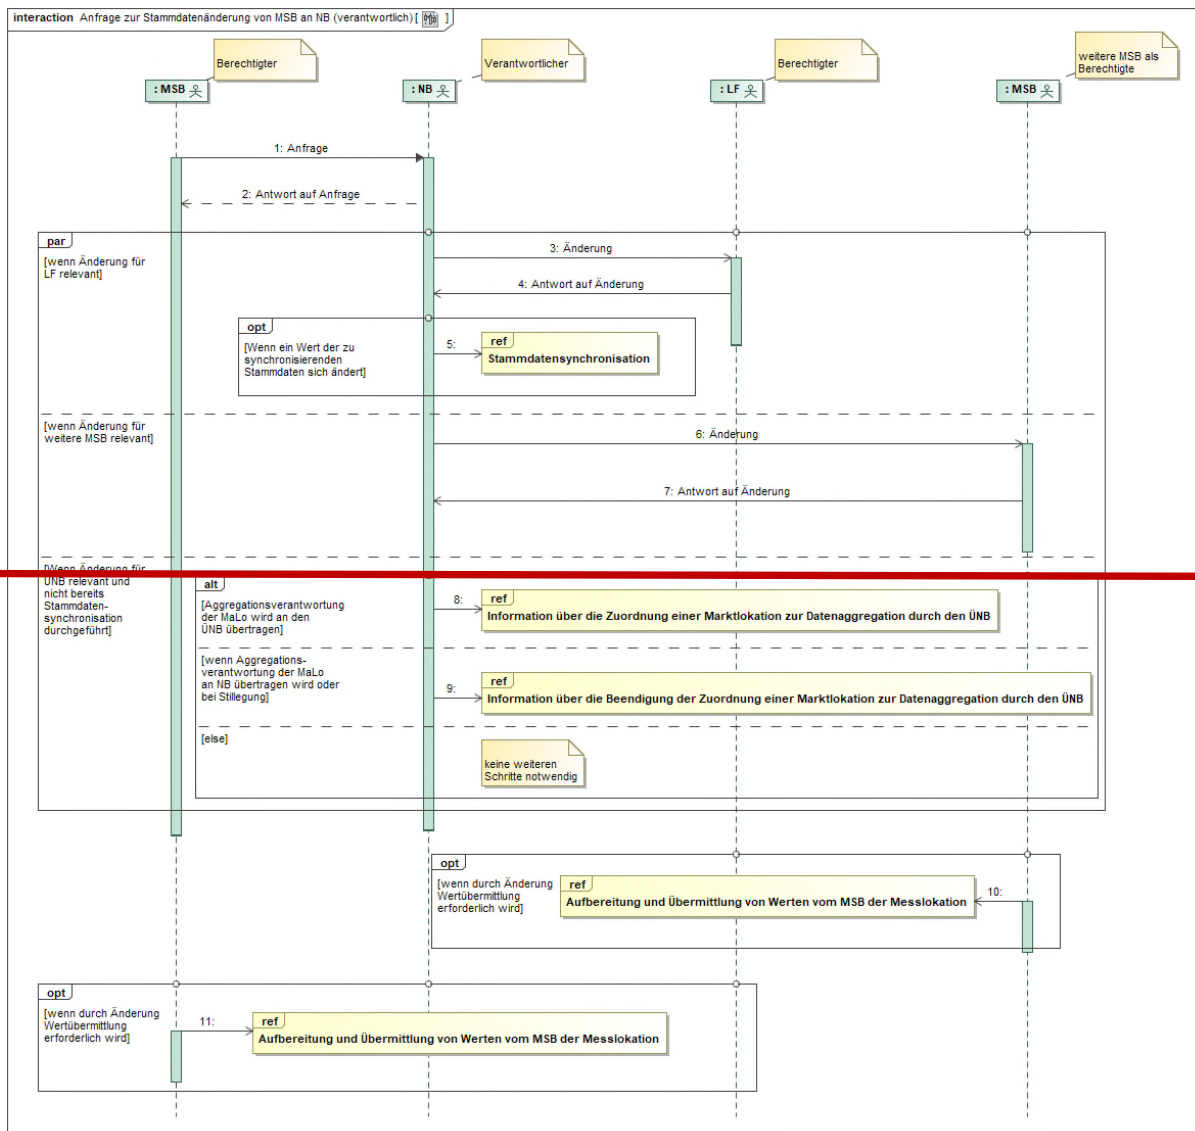 interaction Anfrage zur Stammdatenänderung von MSB an NB (verantwortlich) [ ]
Berechtigter
Verantwortlicher
Berechtigter
weitere MSB als
Berechtigte
: MSB
: NB
: LF
: MSB
1: Anfrage
2: Antwort auf Anfrage
par
[wenn Änderung für
LF relevant]
3: Änderung
4: Antwort auf Änderung
opt
[Wenn ein Wert der zu
synchronisierenden
Stammdaten sich ändert]
5:
ref
Stammdatensynchronisation
[wenn Änderung für
weitere MSB relevant]
6: Änderung
7: Antwort auf Änderung
[Wenn Änderung für
ÜNB relevant und
nicht bereits
Stammdaten-
synchronisation
durchgeführt]
alt
[Aggregationsverantwortung
der MaLo wird an den
ÜNB übertragen]
8:
ref
Information über die Zuordnung einer Marktlokation zur Datenaggregation durch den ÜNB
[wenn Aggregations-
verantwortung der MaLo
an NB übertragen wird oder
bei Stillegung]
9:
ref
Information über die Beendigung der Zuordnung einer Marktlokation zur Datenaggregation durch den ÜNB
[else]
keine weiteren
Schritte notwendig
opt
[wenn durch Änderung
Wertübermittlung
erforderlich wird]
ref
Aufbereitung und Übermittlung von Werten vom MSB der Messlokation
10:
opt
[wenn durch Änderung
Wertübermittlung
erforderlich wird]
11:
ref
Aufbereitung und Übermittlung von Werten vom MSB der Messlokation